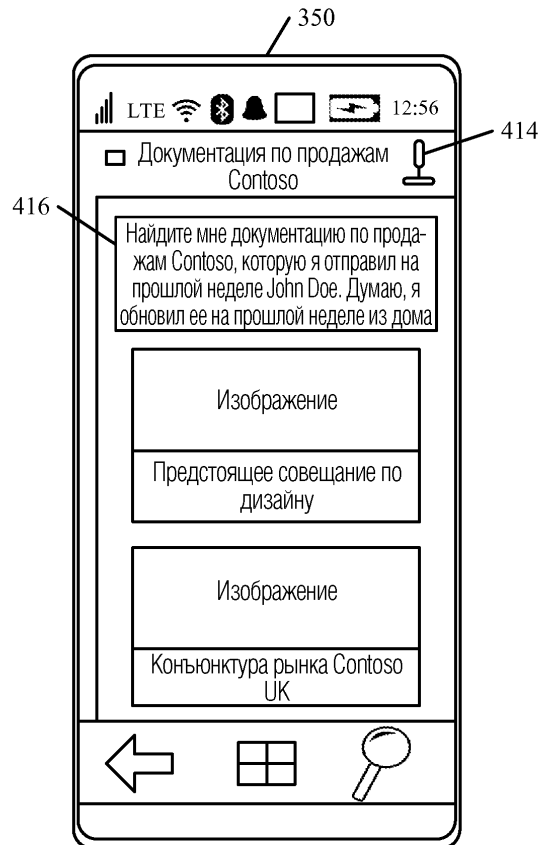 350
LTE 12:56
414
Документация по продажам
Contoso
416
Найдите мне документацию по прода-
жам Contoso, которую я отправил на
прошлой неделе John Doe. Думаю, я
обновил ее на прошлой неделе из дома
Изображение
Предстоящее совещание по
дизайну
Изображение
Конъюнктура рынка Contoso
UK